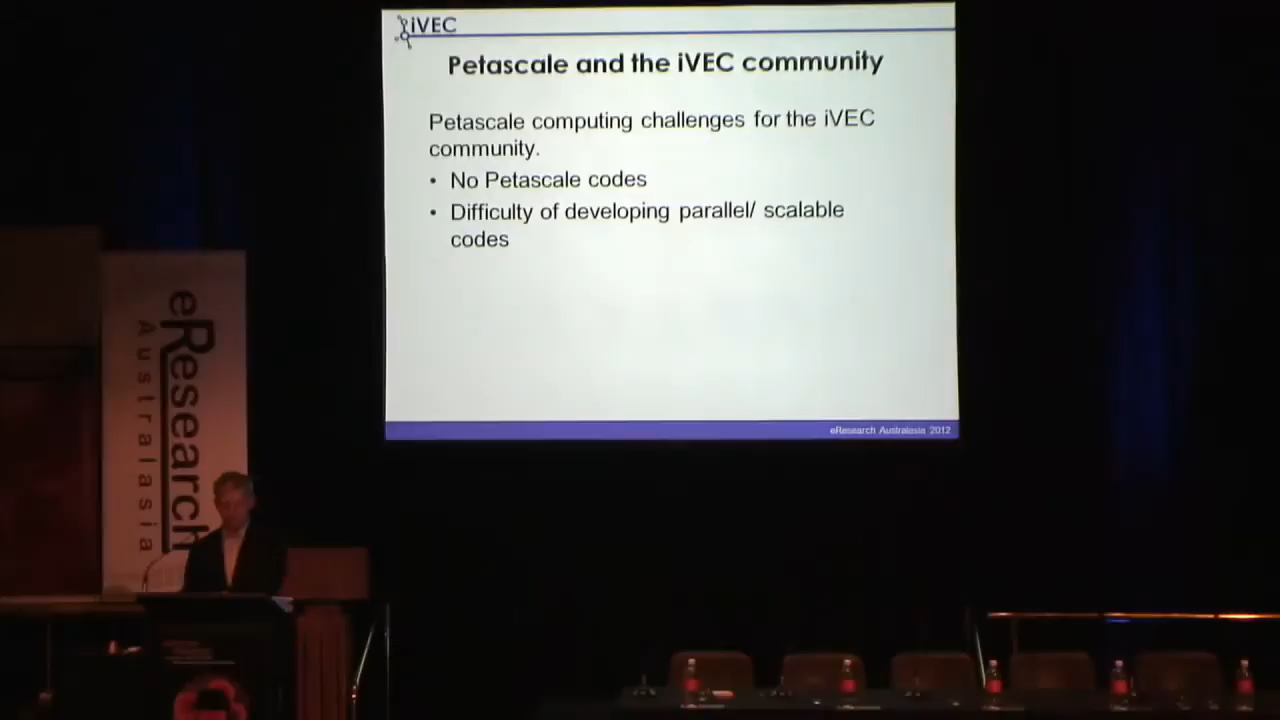 iVEC
Petascale and the iVEC community
Petascale computing challenges for the iVEC
community.
• No Petascale codes
• Difficulty of developing parallel/ scalable
codes
eResearch Australasia 2012
eResearch
Australasia